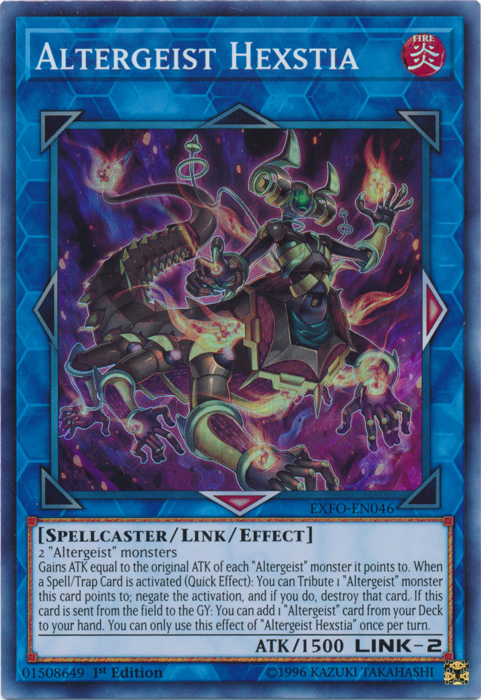 ALTERGEIST HEXSTIA
FIRE
炎
EXFO-EN046
[SPELLCASTER/LINK/EFFECT]
2 "Altergeist" monsters
Gains ATK equal to the original ATK of each "Altergeist" monster it points to. When
a Spell/Trap Card is activated (Quick Effect): You can Tribute 1 "Altergeist" monster
this card points to; negate the activation, and if you do, destroy that card. If this
card is sent from the field to the GY: You can add 1 "Altergeist" card from your Deck
to your hand. You can only use this effect of "Altergeist Hexstia" once per turn.
ATK/1500 LINK-2
01508649 1st Edition ©1996 KAZUKI TAKAHASHI